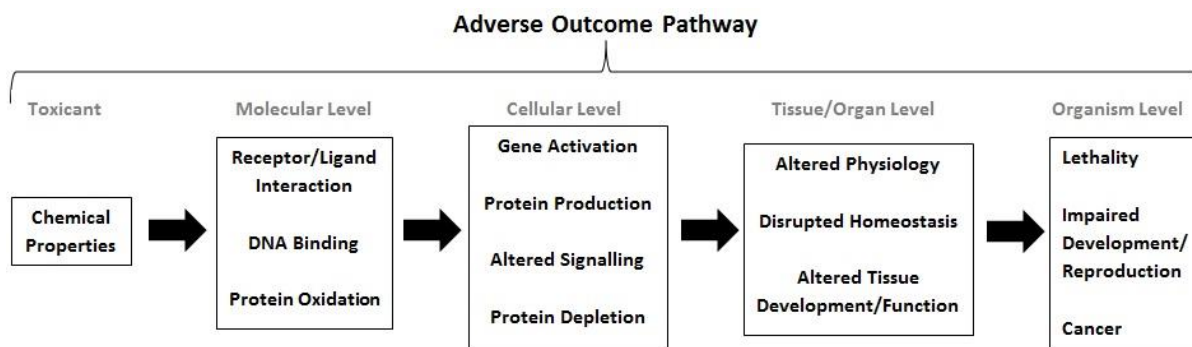 Adverse Outcome Pathway
Toxicant
Molecular Level
Cellular Level
Tissue/Organ Level
Organism Level
Chemical
Properties
Receptor/Ligand
Interaction
DNA Binding
Protein Oxidation
Gene Activation
Protein Production
Altered Signalling
Protein Depletion
Altered Physiology
Disrupted Homeostasis
Altered Tissue
Development/Function
Lethality
Impaired
Development/
Reproduction
Cancer